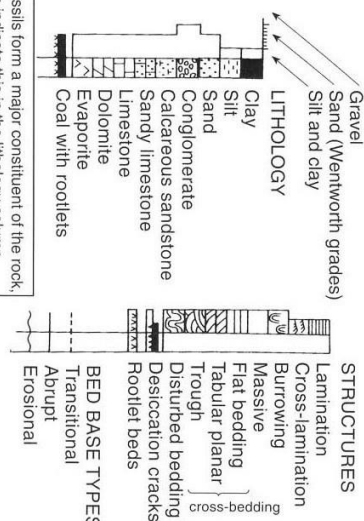 Gravel
Sand (Wentworth grades)
Silt and clay
LITHOLOGY
Clay
Silt
Sand
Conglomerate
Calcareous sandstone
Sandy limestone
Limestone
Dolomite
Evaporite
Coal with rootlets
ssils form a major constituent of the rock,
STRUCTURES
Lamination
Cross-lamination
Burrowing
Massive
Flat bedding
Tabular planar
Trough
cross-bedding
Disturbed bedding
Desiccation cracks
Rootlet beds
BED BASE TYPES
Transitional
Abrupt
Erosional